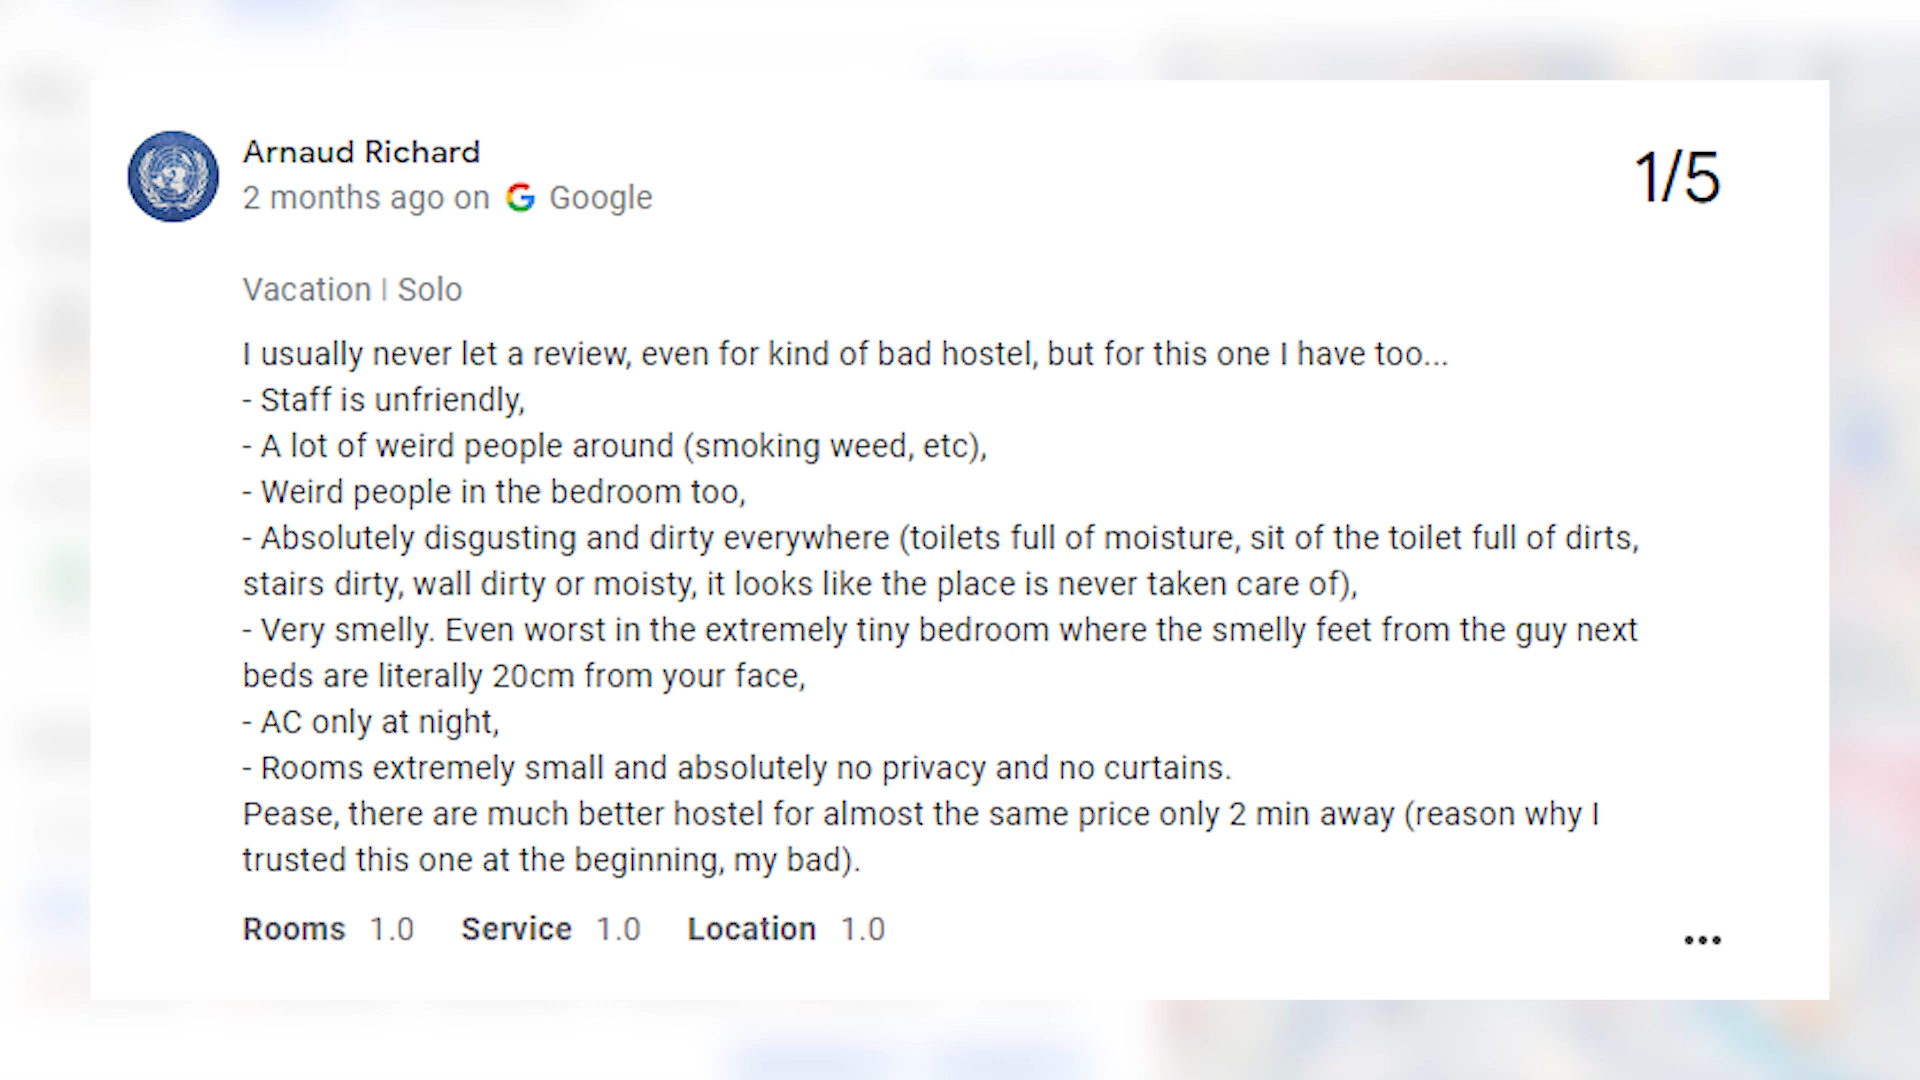 Arnaud Richard
1/5
2 months ago on Google
Vacation | Solo
I usually never let a review, even for kind of bad hostel, but for this one I have too...
- Staff is unfriendly,
- A lot of weird people around (smoking weed, etc),
- Weird people in the bedroom too,
- Absolutely disgusting and dirty everywhere (toilets full of moisture, sit of the toilet full of dirts,
stairs dirty, wall dirty or moisty, it looks like the place is never taken care of),
- Very smelly. Even worst in the extremely tiny bedroom where the smelly feet from the guy next
beds are literally 20cm from your face,
- AC only at night,
- Rooms extremely small and absolutely no privacy and no curtains.
Pease, there are much better hostel for almost the same price only 2 min away (reason why I
trusted this one at the beginning, my bad).
Rooms 1.0 Service 1.0 Location 1.0